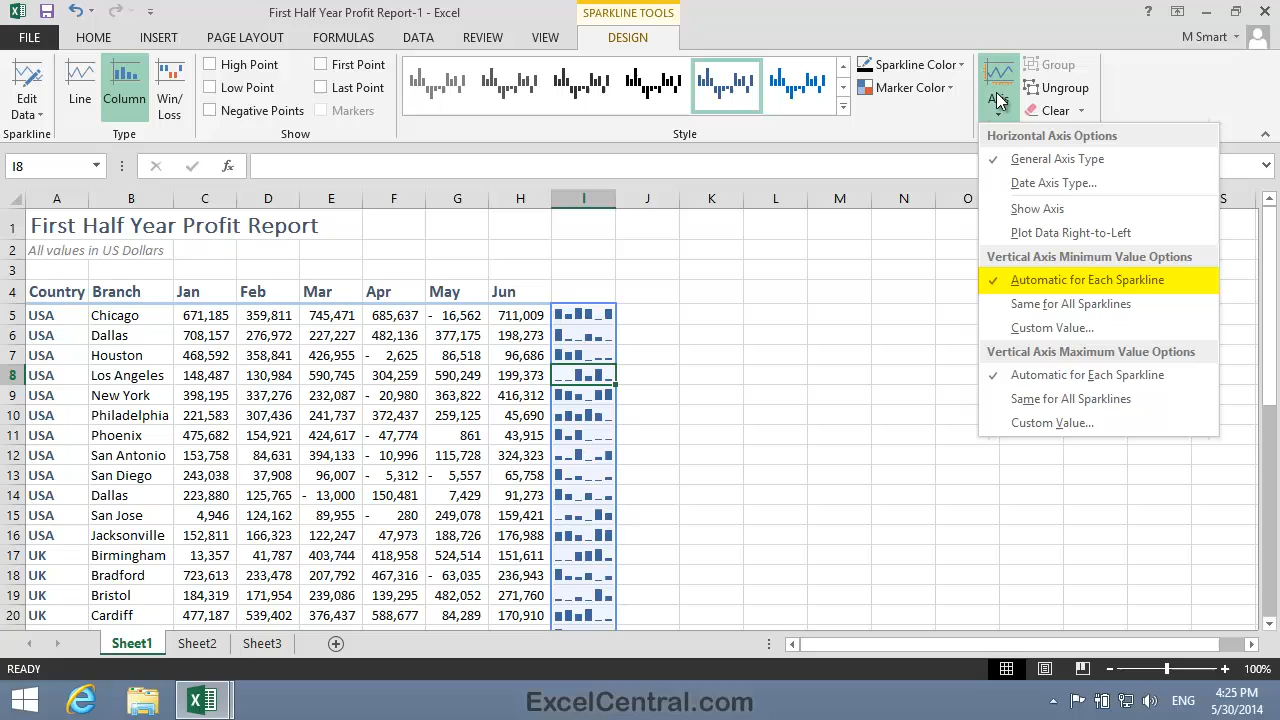 First Half Year Profit Report-1 - Excel
SPARKLINE TOOLS
FILE HOME INSERT PAGE LAYOUT FORMULAS DATA REVIEW VIEW DESIGN M Smart
Edit Data
Sparkline
Line Column Win/Loss
Type
High Point First Point
Low Point Last Point
Negative Points Markers
Show
Style
Sparkline Color
Marker Color
Axis
Group
Ungroup
Clear
Horizontal Axis Options
General Axis Type
Date Axis Type...
Show Axis
Plot Data Right-to-Left
Vertical Axis Minimum Value Options
Automatic for Each Sparkline
Same for All Sparklines
Custom Value...
Vertical Axis Maximum Value Options
Automatic for Each Sparkline
Same for All Sparklines
Custom Value...
I8 fx
A B C D E F G H I J K L M N O S
1 First Half Year Profit Report
2 All values in US Dollars
3
4 Country Branch Jan Feb Mar Apr May Jun
5 USA Chicago 671,185 359,811 745,471 685,637 - 16,562 711,009
6 USA Dallas 708,157 276,972 227,227 482,136 377,175 198,273
7 USA Houston 468,592 358,841 426,955 - 2,625 86,518 96,686
8 USA Los Angeles 148,487 130,984 590,745 304,259 590,249 199,373
9 USA New York 398,195 337,276 232,087 - 20,980 363,822 416,312
10 USA Philadelphia 221,583 307,436 241,737 372,437 259,125 45,690
11 USA Phoenix 475,682 154,921 424,617 - 47,774 861 43,915
12 USA San Antonio 153,758 84,631 394,133 - 10,996 115,728 324,323
13 USA San Diego 243,038 37,908 96,007 - 5,312 - 5,557 65,758
14 USA Dallas 223,880 125,765 - 13,000 150,481 7,429 91,273
15 USA San Jose 4,946 124,162 89,955 - 280 249,078 159,421
16 USA Jacksonville 152,811 166,323 122,247 47,973 188,726 176,988
17 UK Birmingham 13,357 41,787 403,744 418,958 524,514 151,611
18 UK Bradford 723,613 233,478 207,792 467,316 - 63,035 236,943
19 UK Bristol 184,319 171,954 239,086 139,295 482,052 271,760
20 UK Cardiff 477,187 539,402 376,437 588,677 84,289 170,910
Sheet1 Sheet2 Sheet3
READY 100%
ExcelCentral.com
ENG
4:25 PM
5/30/2014